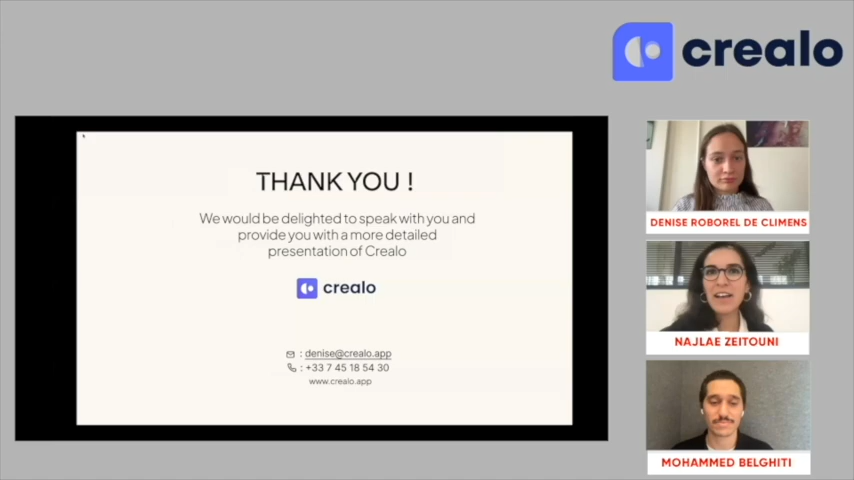 crealo
THANK YOU !
We would be delighted to speak with you and
provide you with a more detailed
presentation of Crealo
crealo
: denise@crealo.app
: +33 7 45 18 54 30
www.crealo.app
DENISE ROBOREL DE CLIMENS
NAJLAE ZEITOUNI
MOHAMMED BELGHITI